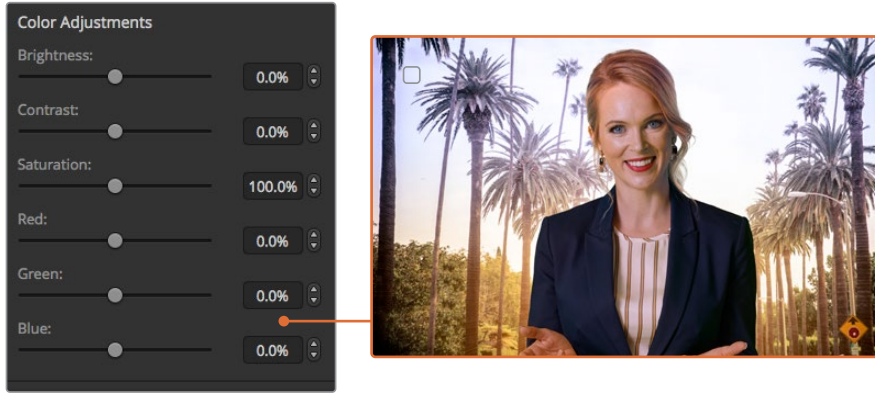 Color Adjustments
Brightness:
0.0%
Contrast:
0.0%
Saturation:
100.0%
Red:
0.0%
Green:
0.0%
Blue:
0.0%